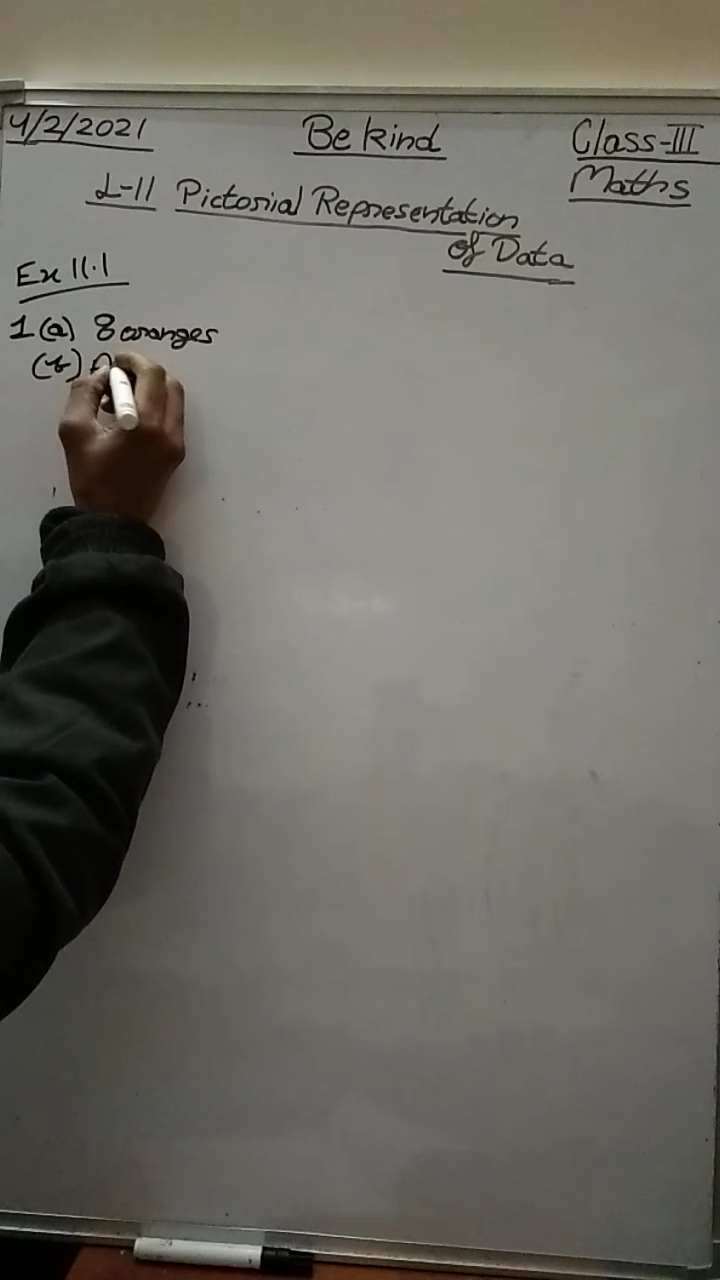 4/2/2021 Be kind Class-III
Maths
L-11 Pictorial Representation
of Data
Ex 11.1
1(a) 8 oranges
(b)